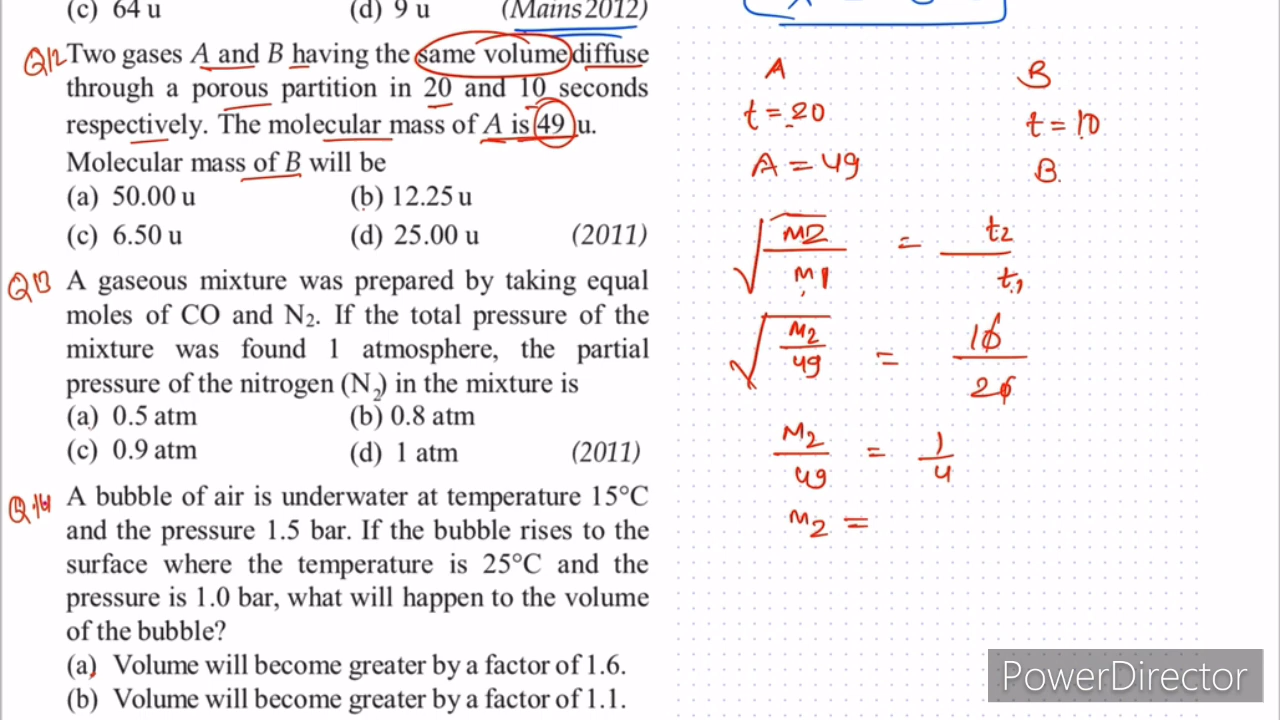 (c) 64 u (d) 9 u (Mains 2012)
Q12 Two gases A and B having the same volume diffuse
through a porous partition in 20 and 10 seconds
respectively. The molecular mass of A is 49 u.
Molecular mass of B will be
(a) 50.00 u (b) 12.25 u
(c) 6.50 u (d) 25.00 u (2011)
Q13 A gaseous mixture was prepared by taking equal
moles of CO and N₂. If the total pressure of the
mixture was found 1 atmosphere, the partial
pressure of the nitrogen (N₂) in the mixture is
(a) 0.5 atm (b) 0.8 atm
(c) 0.9 atm (d) 1 atm (2011)
Q.14 A bubble of air is underwater at temperature 15°C
and the pressure 1.5 bar. If the bubble rises to the
surface where the temperature is 25°C and the
pressure is 1.0 bar, what will happen to the volume
of the bubble?
(a) Volume will become greater by a factor of 1.6.
(b) Volume will become greater by a factor of 1.1.
A B
t = 20 t = 10
A = 49 B
√M2/M1 = t2/t1
√M2/49 = 10/20
M2/49 = 1/4
M2 =
PowerDirector